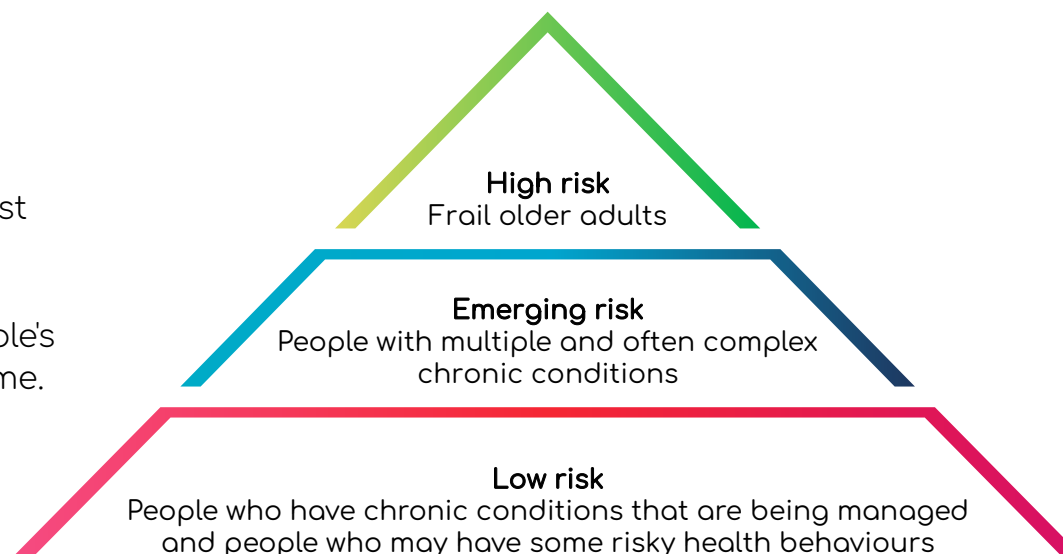 High risk
Frail older adults
Emerging risk
People with multiple and often complex
chronic conditions
Low risk
People who have chronic conditions that are being managed
and people who may have some risky health behaviours